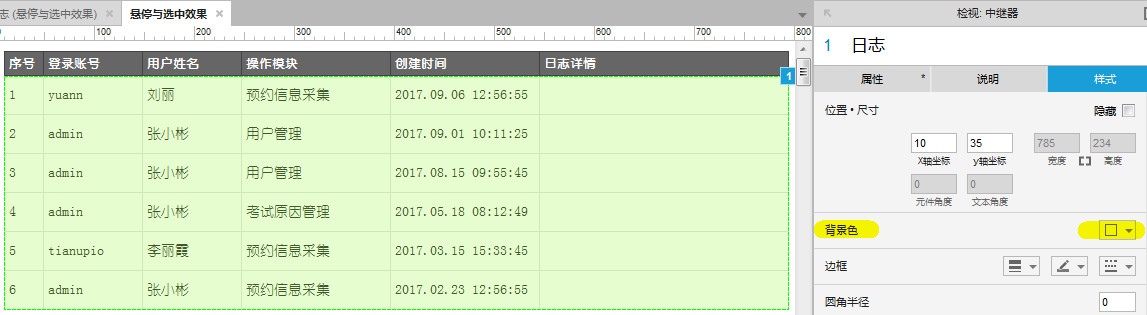 志 (悬停与选中效果) ×
悬停与选中效果 ×
100 200 300 400 500 600 700 800
序号 登录账号 用户姓名 操作模块 创建时间 日志详情
1
1 yuann 刘丽 预约信息采集 2017.09.06 12:56:55
2 admin 张小彬 用户管理 2017.09.01 10:11:25
3 admin 张小彬 用户管理 2017.08.15 09:55:45
4 admin 张小彬 考试原因管理 2017.05.18 08:12:49
5 tianupio 李丽霞 预约信息采集 2017.03.15 15:33:45
6 admin 张小彬 预约信息采集 2017.02.23 12:56:55
检视: 中继器
1 日志
属性 * 说明 样式
位置 • 尺寸 隐藏
10 35 785 234
X轴坐标 y轴坐标 宽度 高度
0 0
元件角度 文本角度
背景色
边框
圆角半径 0